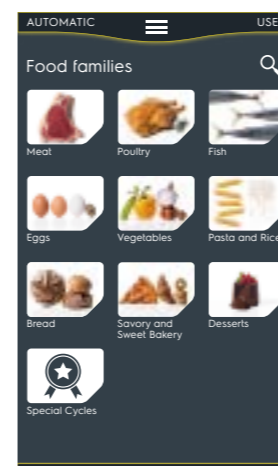 AUTOMATIC USE
Food families
Meat Poultry Fish
Eggs Vegetables Pasta and Rice
Bread Savory and Sweet Bakery Desserts
Special Cycles